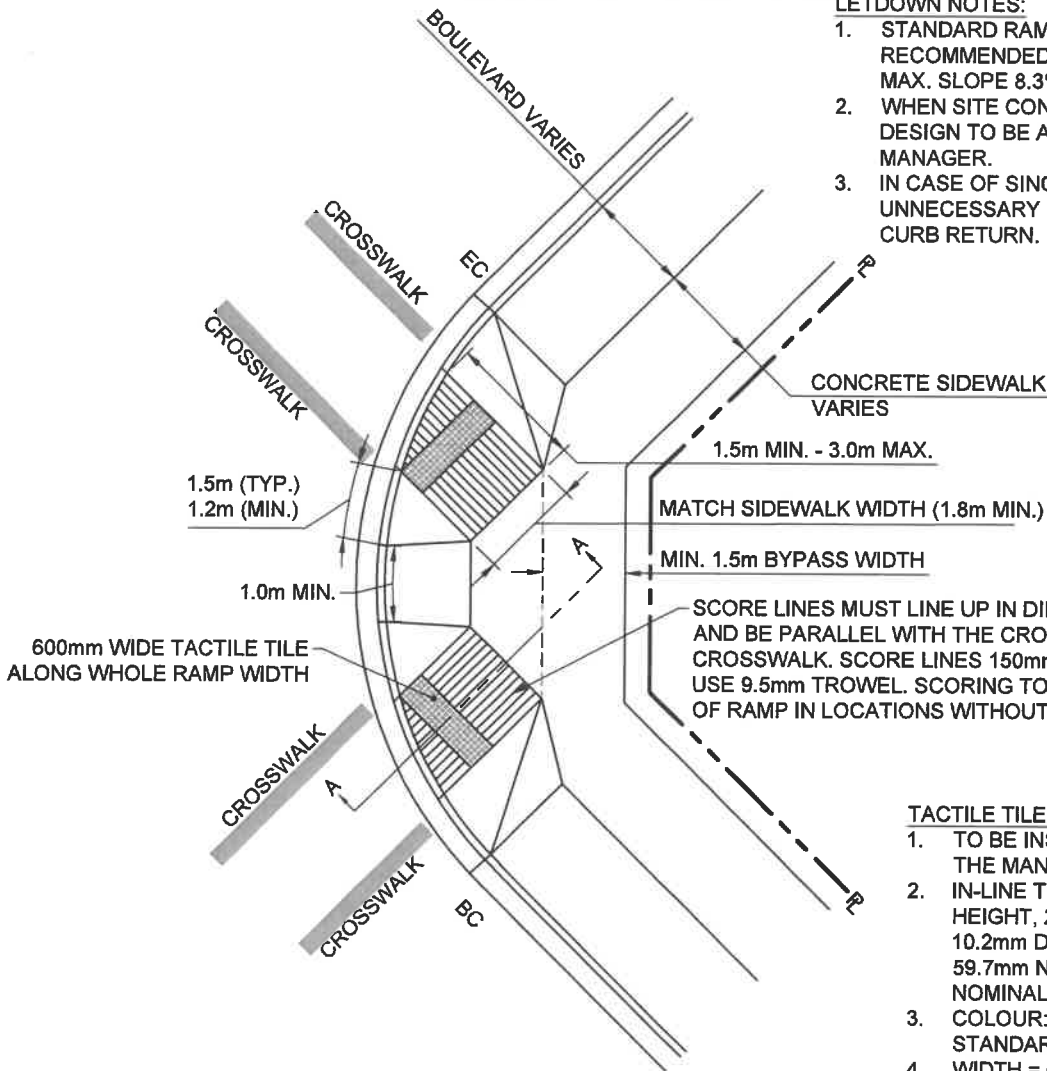 LETDOWN NOTES:
1. STANDARD RAM
RECOMMENDED
MAX. SLOPE 8.3
2. WHEN SITE CON
DESIGN TO BE A
MANAGER.
3. IN CASE OF SING
UNNECESSARY
CURB RETURN.
BOULEVARD VARIES
CROSSWALK
EC
CROSSWALK
PL
CONCRETE SIDEWALK
VARIES
1.5m MIN. - 3.0m MAX.
1.5m (TYP.)
1.2m (MIN.)
MATCH SIDEWALK WIDTH (1.8m MIN.)
A
MIN. 1.5m BYPASS WIDTH
1.0m MIN.
SCORE LINES MUST LINE UP IN DI
AND BE PARALLEL WITH THE CRO
CROSSWALK. SCORE LINES 150mm
USE 9.5mm TROWEL. SCORING TO
OF RAMP IN LOCATIONS WITHOUT
600mm WIDE TACTILE TILE
ALONG WHOLE RAMP WIDTH
CROSSWALK
A
CROSSWALK
BC
PL
TACTILE TILE
1. TO BE INS
THE MAN
2. IN-LINE T
HEIGHT, 2
10.2mm D
59.7mm N
NOMINAL
3. COLOUR:
STANDAR
4. WIDTH =